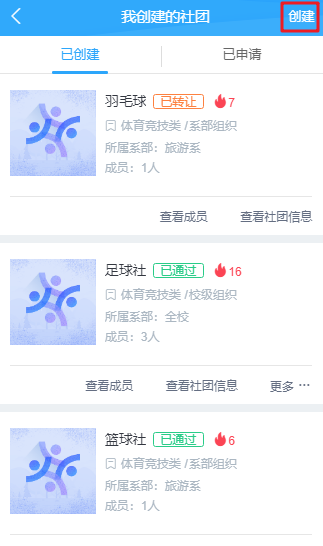 我创建的社团 创建
已创建 已申请
羽毛球 已转让 7
体育竞技类 /系部组织
所属系部：旅游系
成员：1人
查看成员 查看社团信息
足球社 已通过 16
体育竞技类 /校级组织
所属系部：全校
成员：3人
查看成员 查看社团信息 更多 ···
篮球社 已通过 6
体育竞技类 /系部组织
所属系部：旅游系
成员：1人